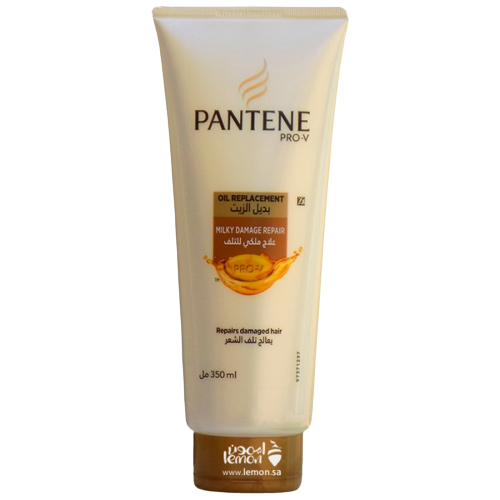 PANTENE
PRO-V
OIL REPLACEMENT
بديل الزيت
MILKY DAMAGE REPAIR
علاج ملكي للتلف
PRO-V
Repairs damaged hair
يعالج تلف الشعر
350 ml مل
97371297
ليمون
lemon
www.lemon.sa